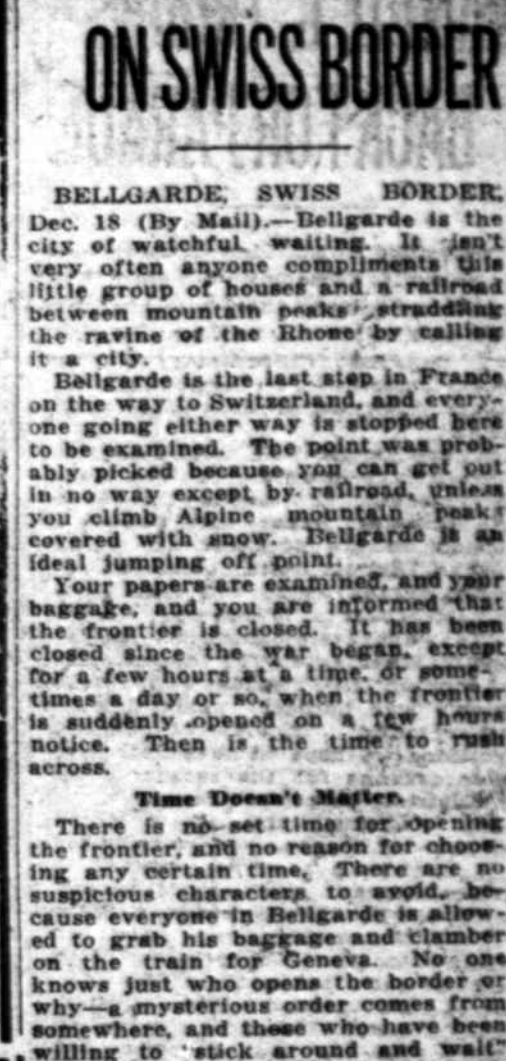 ON SWISS BORDER
BELLGARDE, SWISS BORDER,
Dec. 18 (By Mail).—Bellgarde is the
city of watchful waiting. It isn't
very often anyone compliments this
little group of houses and a railroad
between mountain peaks straddling
the ravine of the Rhone by calling
it a city.
Bellgarde is the last step in France
on the way to Switzerland, and every-
one going either way is stopped here
to be examined. The point was prob-
ably picked because you can get out
in no way except by railroad, unless
you climb Alpine mountain peaks
covered with snow. Bellgarde is an
ideal jumping off point.
Your papers are examined, and your
baggage, and you are informed that
the frontier is closed. It has been
closed since the war began, except
for a few hours at a time, or some-
times a day or so, when the frontier
is suddenly opened on a few hours
notice. Then is the time to rush
across.
Time Doesn't Matter.
There is no set time for opening
the frontier, and no reason for choos-
ing any certain time. There are no
suspicious characters to avoid, be-
cause everyone in Bellgarde is allow-
ed to grab his baggage and clamber
on the train for Geneva. No one
knows just who opens the border or
why—a mysterious order comes from
somewhere, and those who have been
willing to "stick around and wait"